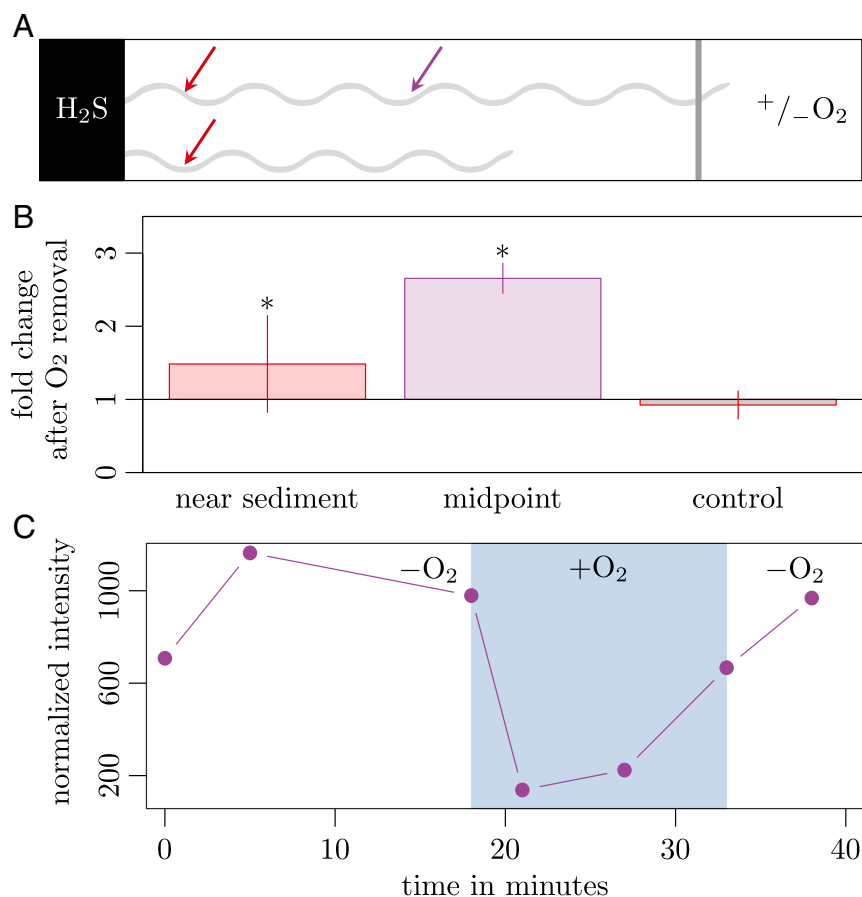 A
H₂S
⁺/₋O₂
B
fold change
after O₂ removal
3
2
1
0
*
*
near sediment
midpoint
control
C
normalized intensity
1000
600
200
−O₂
+O₂
−O₂
0
10
20
30
40
time in minutes